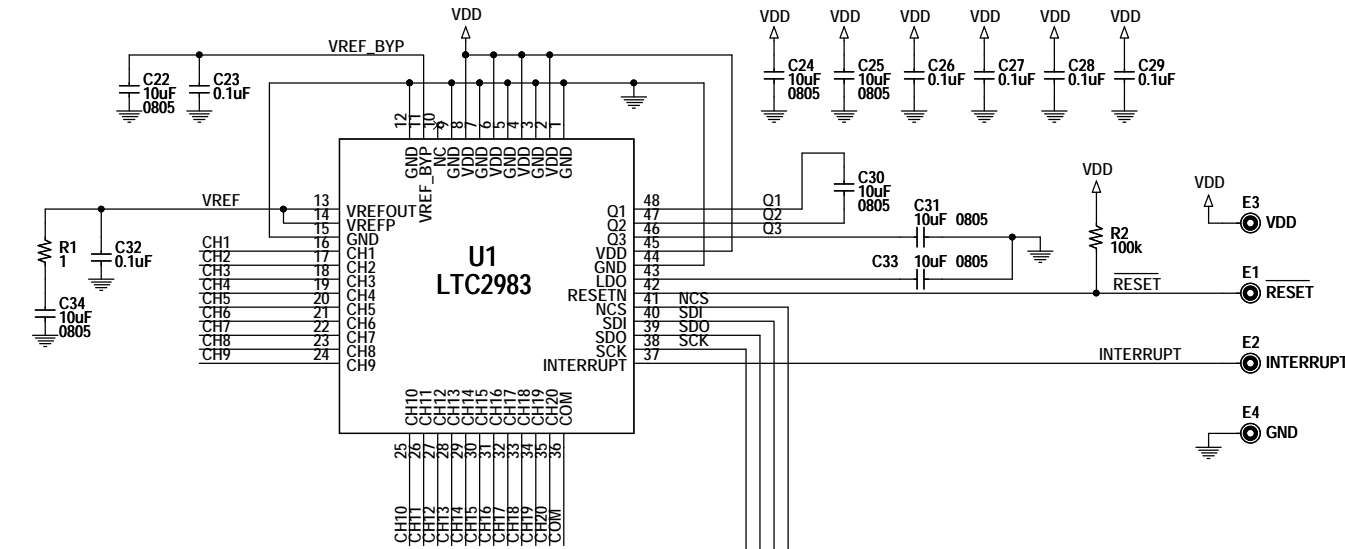 VDD
VDD
VDD
VDD
VDD
VDD
VDD
VREF_BYP
C22
10uF
0805
C23
0.1uF
C24
10uF
0805
C25
10uF
0805
C26
0.1uF
C27
0.1uF
C28
0.1uF
C29
0.1uF
12
11
10
9
8
7
6
5
4
3
2
1
GND
VREF_BYP
NC
GND
VDD
GND
VDD
GND
VDD
GND
VDD
GND
VREF
13
14
15
16
17
18
19
20
21
22
23
24
VREFOUT
VREFP
GND
CH1
CH2
CH3
CH4
CH5
CH6
CH7
CH8
CH9
CH1
CH2
CH3
CH4
CH5
CH6
CH7
CH8
CH9
R1
1
C32
0.1uF
C34
10uF
0805
U1
LTC2983
Q1
Q2
Q3
VDD
GND
LDO
RESETN
NCS
SDI
SDO
SCK
INTERRUPT
48
47
46
45
44
43
42
41
40
39
38
37
Q1
Q2
Q3
NCS
SDI
SDO
SCK
C30
10uF
0805
C31
10uF 0805
C33 10uF 0805
VDD
R2
100k
RESET
INTERRUPT
VDD
E3
VDD
E1
RESET
E2
INTERRUPT
E4
GND
CH10
CH11
CH12
CH13
CH14
CH15
CH16
CH17
CH18
CH19
CH20
COM
25
26
27
28
29
30
31
32
33
34
35
36
CH10
CH11
CH12
CH13
CH14
CH15
CH16
CH17
CH18
CH19
CH20
COM